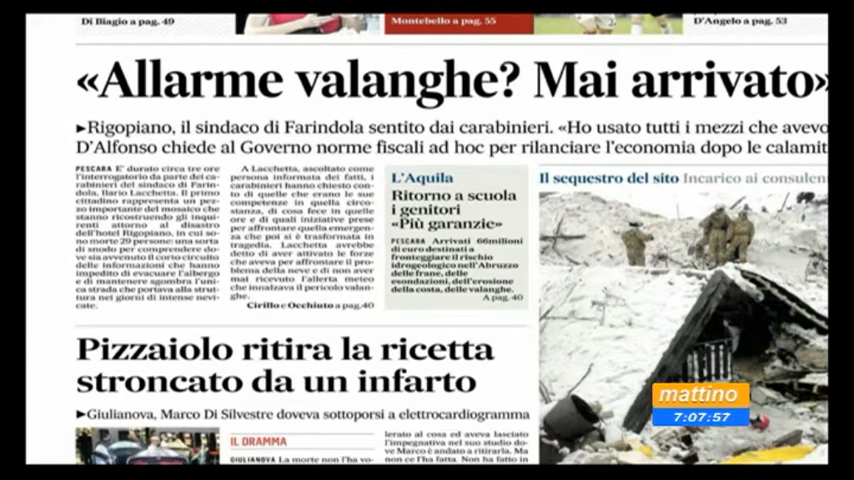 Di Biagio a pag. 49
Montebello a pag. 55
D'Angelo a pag. 53
«Allarme valanghe? Mai arrivato»
►Rigopiano, il sindaco di Farindola sentito dai carabinieri. «Ho usato tutti i mezzi che avevo
D'Alfonso chiede al Governo norme fiscali ad hoc per rilanciare l'economia dopo le calamit
PESCARA E' durato circa tre ore
l'interrogatorio da parte dei ca-
rabinieri del sindaco di Farin-
dola, Ilario Lacchetta. Il primo
cittadino rappresenta un pez-
zo importante del mosaico che
stanno ricostruendo gli inqui-
renti attorno al disastro
dell'hotel Rigopiano, in cui so-
no morte 29 persone: una sorta
di snodo per comprendere do-
ve sia avvenuto il corto circuito
delle informazioni che hanno
impedito di evacuare l'albergo
e di mantenere sgombra l'uni-
ca strada che portava alla strut-
tura nei giorni di intense nevi-
cate.
A Lacchetta, ascoltato come
persona informata dei fatti, i
carabinieri hanno chiesto con-
to di quelle che erano le sue
competenze in quella circo-
stanza, di cosa fece in quelle
ore e di quali iniziative prese
per affrontare quella emergen-
za che poi si è trasformata in
tragedia. Lacchetta avrebbe
detto di aver attivato le forze
che aveva per affrontare il pro-
blema della neve e di non aver
mai ricevuto l'allerta meteo
che innalzava il pericolo valan-
ghe.
Cirillo e Occhiuto a pag.40
L'Aquila
Ritorno a scuola
i genitori
«Più garanzie»
PESCARA Arrivati 66milioni
di euro destinati a
fronteggiare il rischio
idrogeologico nell'Abruzzo
delle frane, delle
esondazioni, dell'erosione
della costa, delle valanghe.
A pag. 40
Il sequestro del sito Incarico ai consulen
Pizzaiolo ritira la ricetta
stroncato da un infarto
►Giulianova, Marco Di Silvestre doveva sottoporsi a elettrocardiogramma
IL DRAMMA
GIULIANOVA La morte non l'ha vo-
lerato al cosa ed aveva lasciato
l'impegnativa nel suo studio do-
ve Marco è andato a ritirarla. Ma
non ce l'ha fatta. Non ha fatto in
mattino
7:07:57